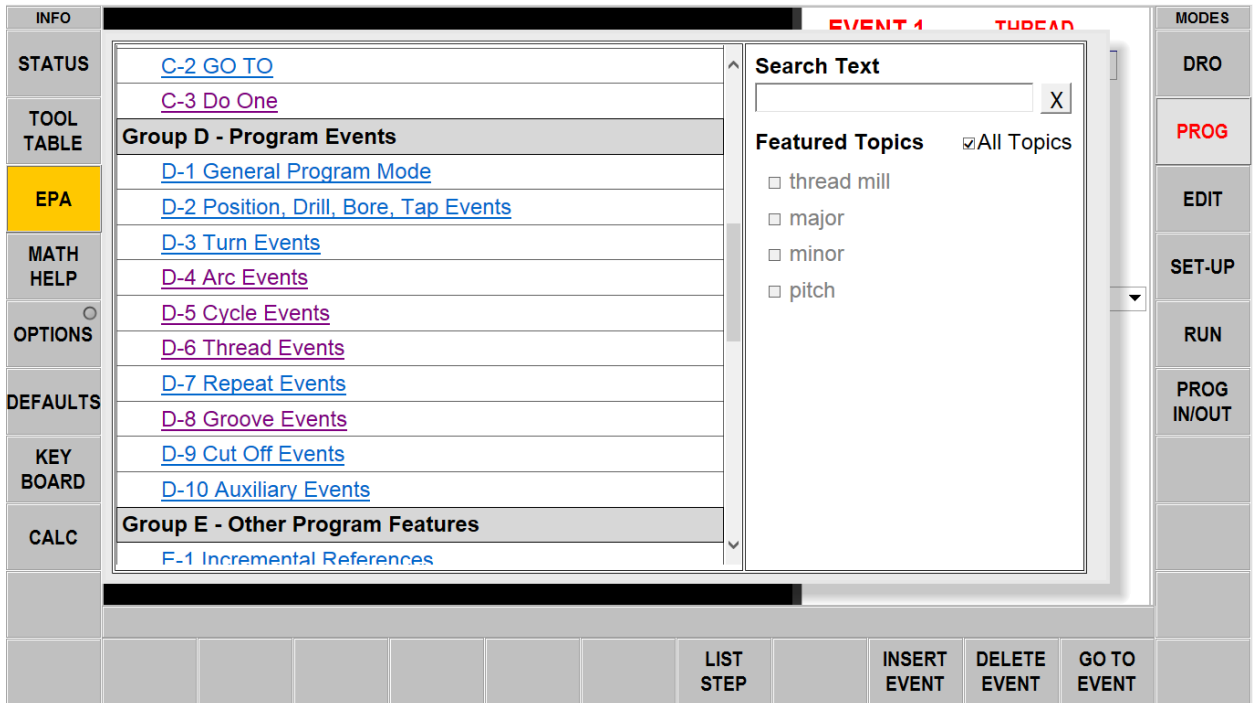 INFO
EVENT 1 THREAD
MODES
STATUS
TOOL
TABLE
EPA
MATH
HELP
OPTIONS
DEFAULTS
KEY
BOARD
CALC
C-2 GO TO
C-3 Do One
Group D - Program Events
D-1 General Program Mode
D-2 Position, Drill, Bore, Tap Events
D-3 Turn Events
D-4 Arc Events
D-5 Cycle Events
D-6 Thread Events
D-7 Repeat Events
D-8 Groove Events
D-9 Cut Off Events
D-10 Auxiliary Events
Group E - Other Program Features
E-1 Incremental References
Search Text
X
Featured Topics
All Topics
thread mill
major
minor
pitch
DRO
PROG
EDIT
SET-UP
RUN
PROG
IN/OUT
LIST
STEP
INSERT
EVENT
DELETE
EVENT
GO TO
EVENT